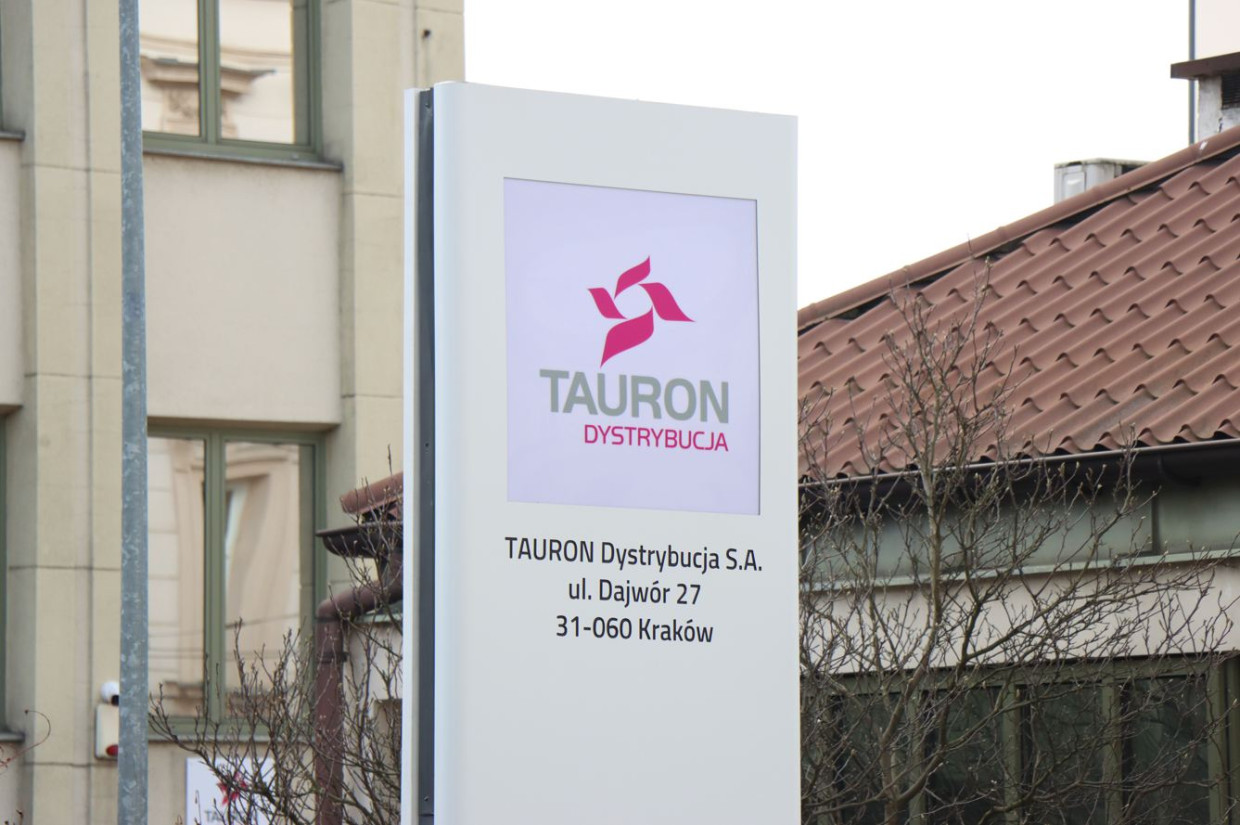 TAURON
DYSTRYBUCJA
TAURON Dystrybucja S.A.
ul. Dajwór 27
31-060 Kraków